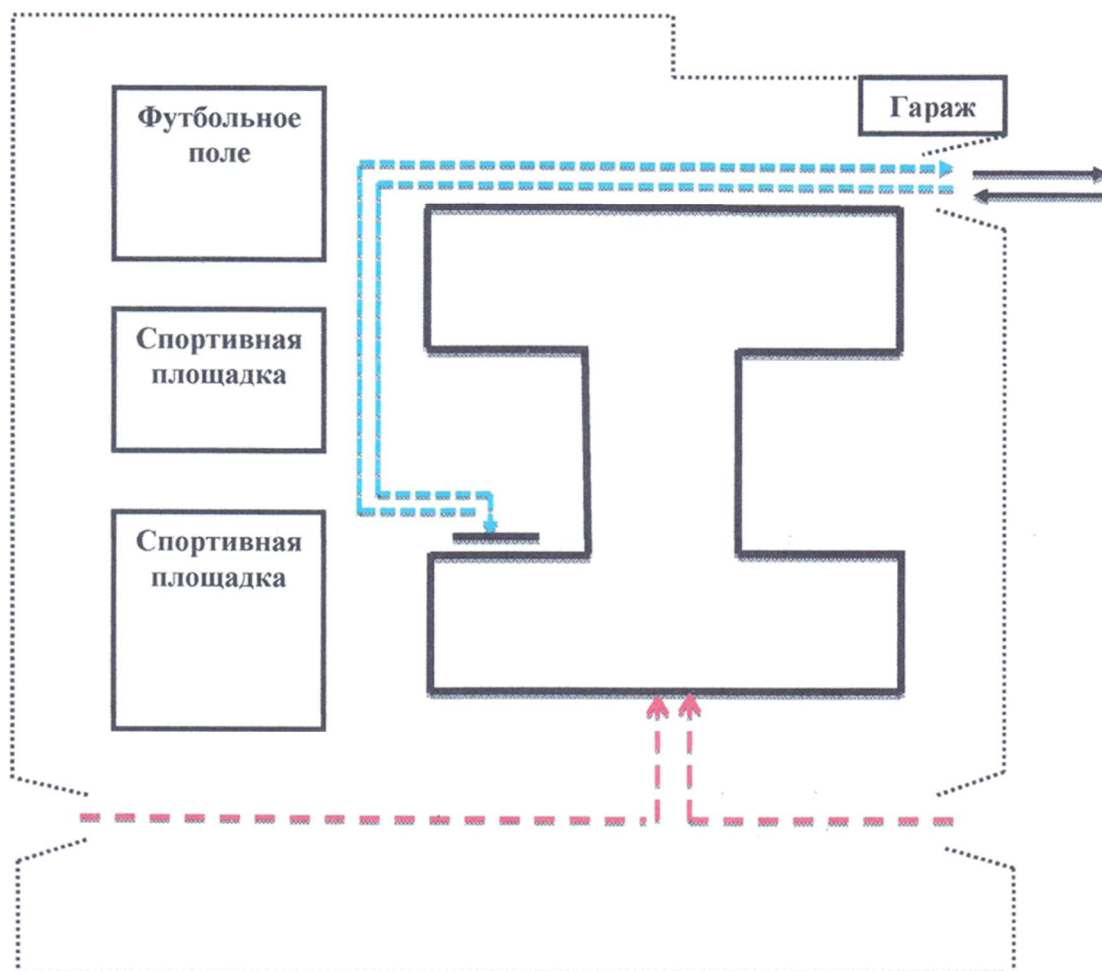 Футбольное
поле
Гараж
Спортивная
площадка
Спортивная
площадка